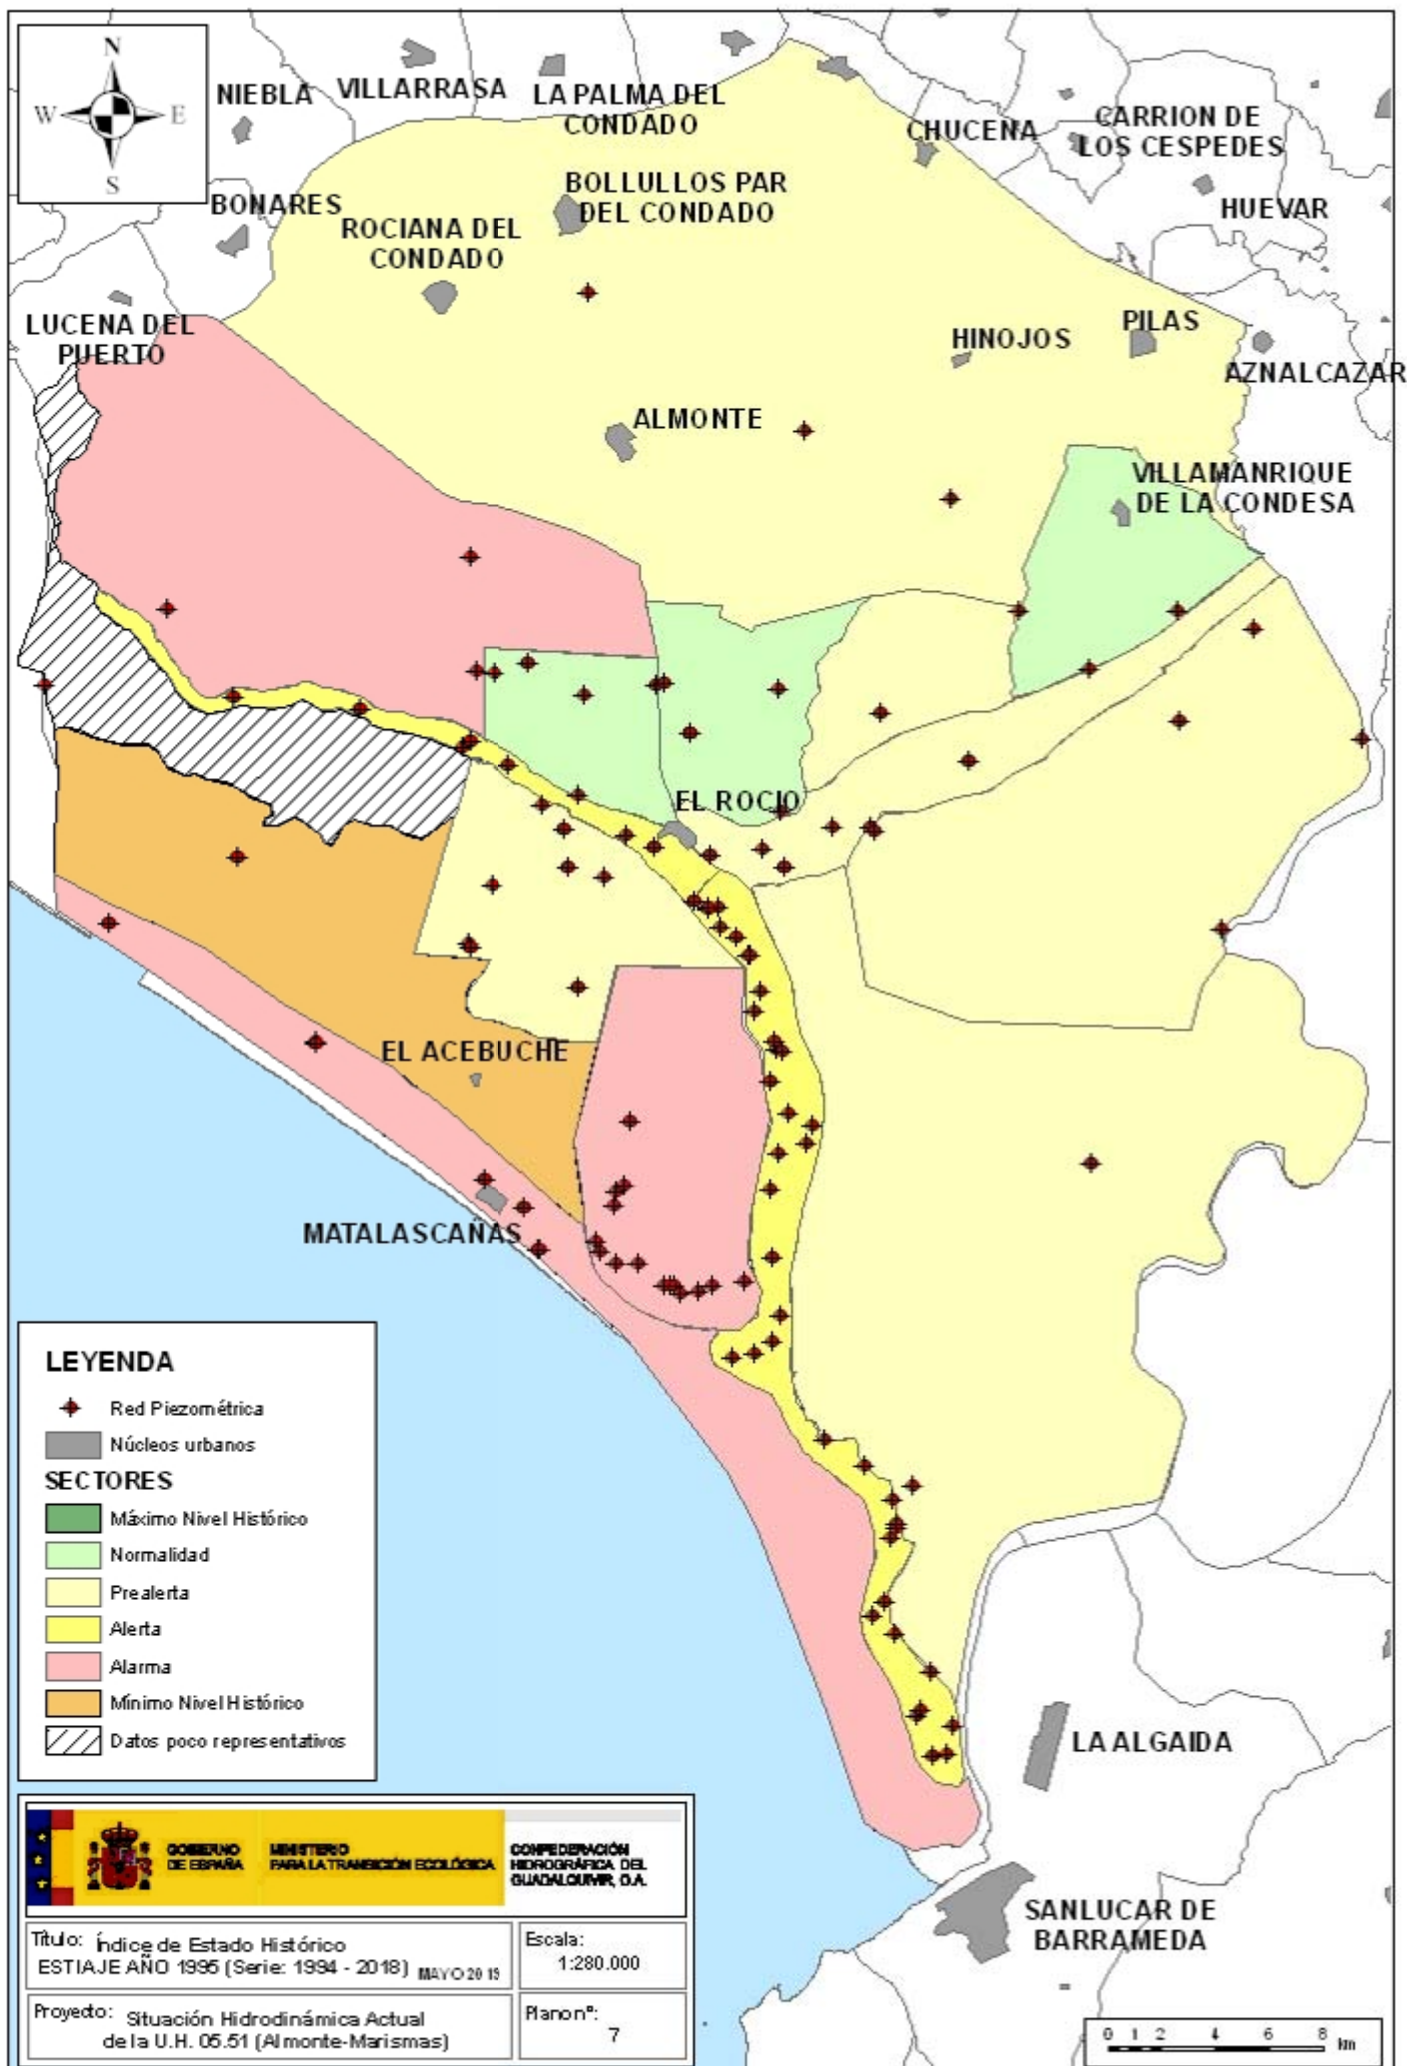 N
W
E
S
NIEBLA
VILLARRASA
LA PALMA DEL
CONDADO
CHUCENA
CARRION DE
LOS CESPEDES
HUEVAR
BONARES
ROCIANA DEL
CONDADO
BOLLULLOS PAR
DEL CONDADO
LUCENA DEL
PUERTO
HINOJOS
PILAS
AZNALCAZAR
ALMONTE
VILLAMANRIQUE
DE LA CONDESA
EL ROCIO
EL ACEBUCHE
MATALASCAÑAS
LA ALGAIDA
SANLUCAR DE
BARRAMEDA
LEYENDA
Red Piezométrica
Núcleos urbanos
SECTORES
Máximo Nivel Histórico
Normalidad
Prealerta
Alerta
Alarma
Mínimo Nivel Histórico
Datos poco representativos
GOBIERNO
DE ESPAÑA
MINISTERIO
PARA LA TRANSICIÓN ECOLÓGICA
CONFEDERACIÓN
HIDROGRÁFICA DEL
GUADALQUIVIR, O.A.
Título: Índice de Estado Histórico
ESTIAJE AÑO 1995 (Serie: 1994 - 2018) MAYO 2019
Escala:
1:280.000
Proyecto: Situación Hidrodinámica Actual
de la U.H. 05.51 (Almonte-Marismas)
Plano nº:
7
0 1 2 4 6 8 km